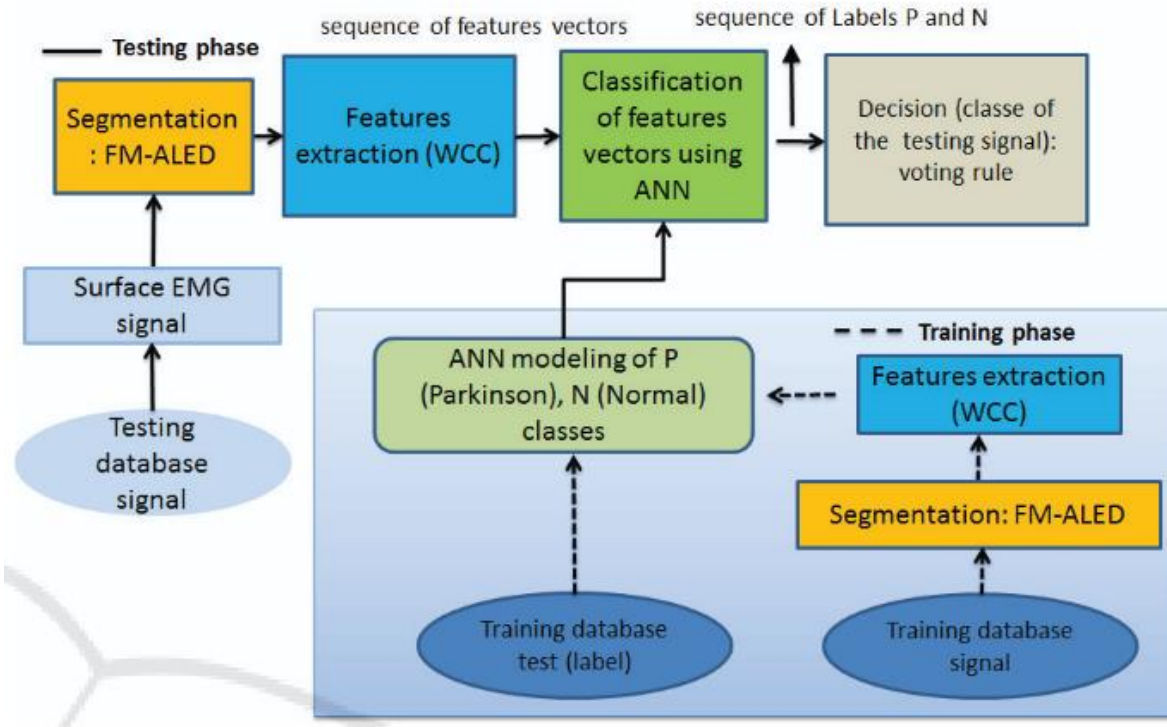 sequence of Labels P and N
sequence of features vectors
Testing phase
Segmentation
: FM-ALED
Features
extraction (WCC)
Classification
of features
vectors using
ANN
Decision (classe of
the testing signal):
voting rule
Surface EMG
signal
Testing
database
signal
Training phase
ANN modeling of P
(Parkinson), N (Normal)
classes
Features extraction
(WCC)
Segmentation: FM-ALED
Training database
test (label)
Training database
signal